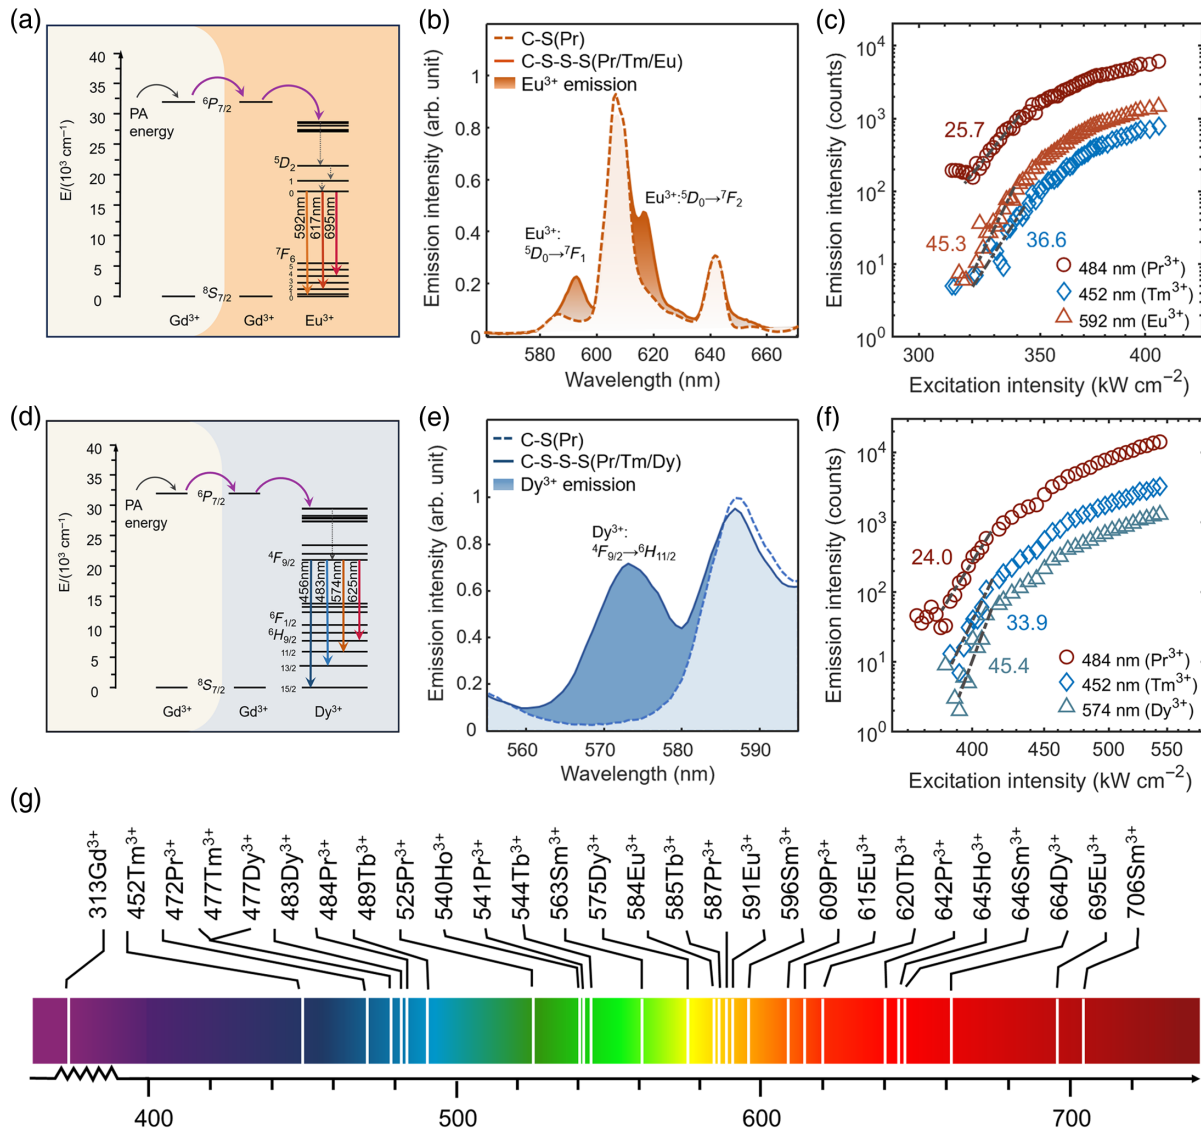 (a)
40
35
30
25
20
15
10
5
0
E/(10³ cm⁻¹)
PA
energy
⁶P₇/₂
⁵D₂
1
0
592nm
617nm
695nm
⁷F₆
5
4
3
2
1
0
⁸S₇/₂
Gd³⁺
Gd³⁺
Eu³⁺
(b)
C-S(Pr)
C-S-S-S(Pr/Tm/Eu)
Eu³⁺ emission
Eu³⁺:⁵D₀→⁷F₂
Eu³⁺:
⁵D₀→⁷F₁
1
0.8
0.6
0.4
0.2
0
580
600
620
640
660
Emission intensity (arb. unit)
Wavelength (nm)
(c)
25.7
45.3
36.6
484 nm (Pr³⁺)
452 nm (Tm³⁺)
592 nm (Eu³⁺)
10⁴
10³
10²
10¹
10⁰
300
350
400
Emission intensity (counts)
Excitation intensity (kW cm⁻²)
(d)
40
35
30
25
20
15
10
5
0
E/(10³ cm⁻¹)
PA
energy
⁶P₇/₂
⁴F₉/₂
456nm
483nm
574nm
625nm
⁶F₁/₂
⁶H₉/₂
11/2
13/2
15/2
⁸S₇/₂
Gd³⁺
Gd³⁺
Dy³⁺
(e)
C-S(Pr)
C-S-S-S(Pr/Tm/Dy)
Dy³⁺ emission
Dy³⁺:
⁴F₉/₂→⁶H₁₁/₂
1
0.8
0.6
0.4
0.2
0
560
570
580
590
Emission intensity (arb. unit)
Wavelength (nm)
(f)
24.0
33.9
45.4
484 nm (Pr³⁺)
452 nm (Tm³⁺)
574 nm (Dy³⁺)
10⁴
10³
10²
10¹
10⁰
400
450
500
550
Emission intensity (counts)
Excitation intensity (kW cm⁻²)
(g)
313Gd³⁺
452Tm³⁺
472Pr³⁺
477Tm³⁺
477Dy³⁺
483Dy³⁺
484Pr³⁺
489Tb³⁺
525Pr³⁺
540Ho³⁺
541Pr³⁺
544Tb³⁺
563Sm³⁺
575Dy³⁺
584Eu³⁺
585Tb³⁺
587Pr³⁺
591Eu³⁺
596Sm³⁺
609Pr³⁺
615Eu³⁺
620Tb³⁺
642Pr³⁺
645Ho³⁺
646Sm³⁺
664Dy³⁺
695Eu³⁺
706Sm³⁺
400
500
600
700